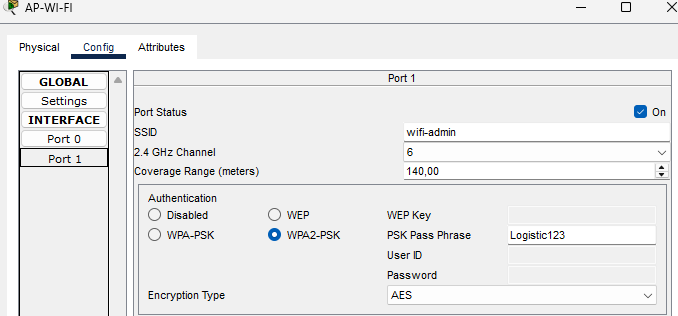 AP-WI-FI
Physical Config Attributes
GLOBAL
Settings
INTERFACE
Port 0
Port 1
Port 1
Port Status On
SSID wifi-admin
2.4 GHz Channel 6
Coverage Range (meters) 140,00
Authentication
Disabled WEP WEP Key
WPA-PSK WPA2-PSK PSK Pass Phrase Logistic123
User ID
Password
Encryption Type AES